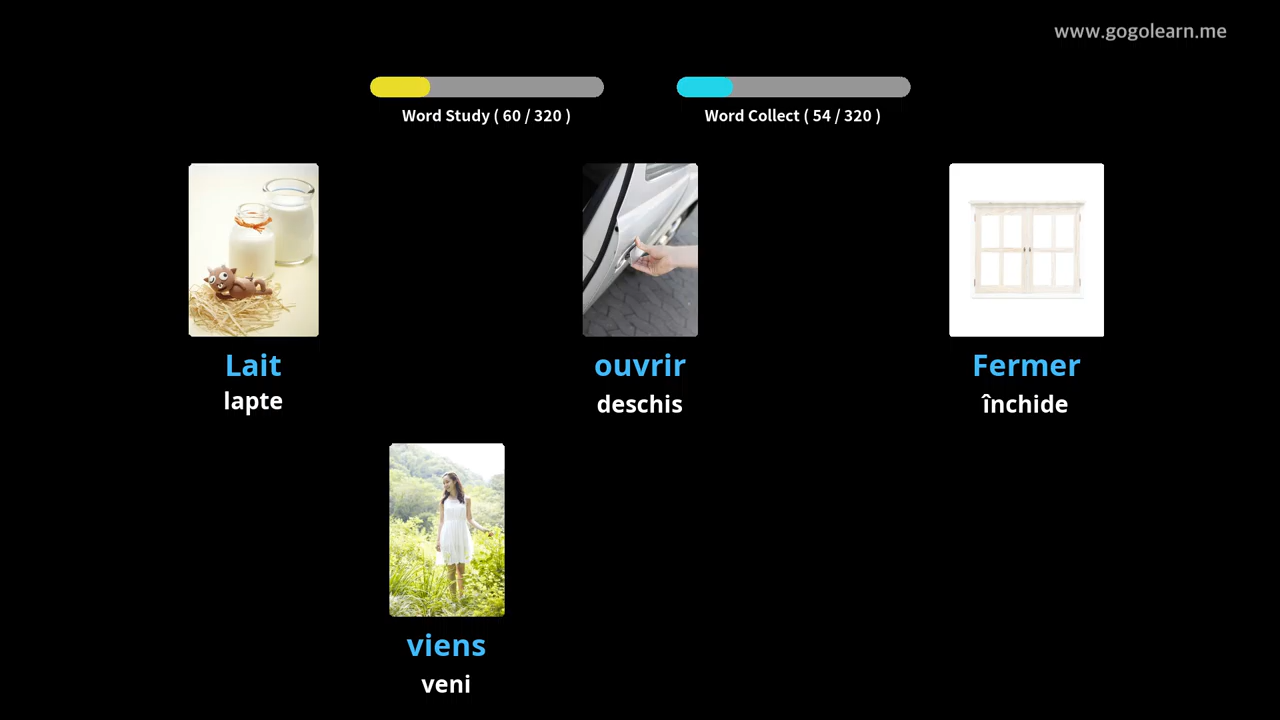 www.gogolearn.me
Word Study ( 60 / 320 )
Word Collect ( 54 / 320 )
Lait
lapte
ouvrir
deschis
Fermer
închide
viens
veni